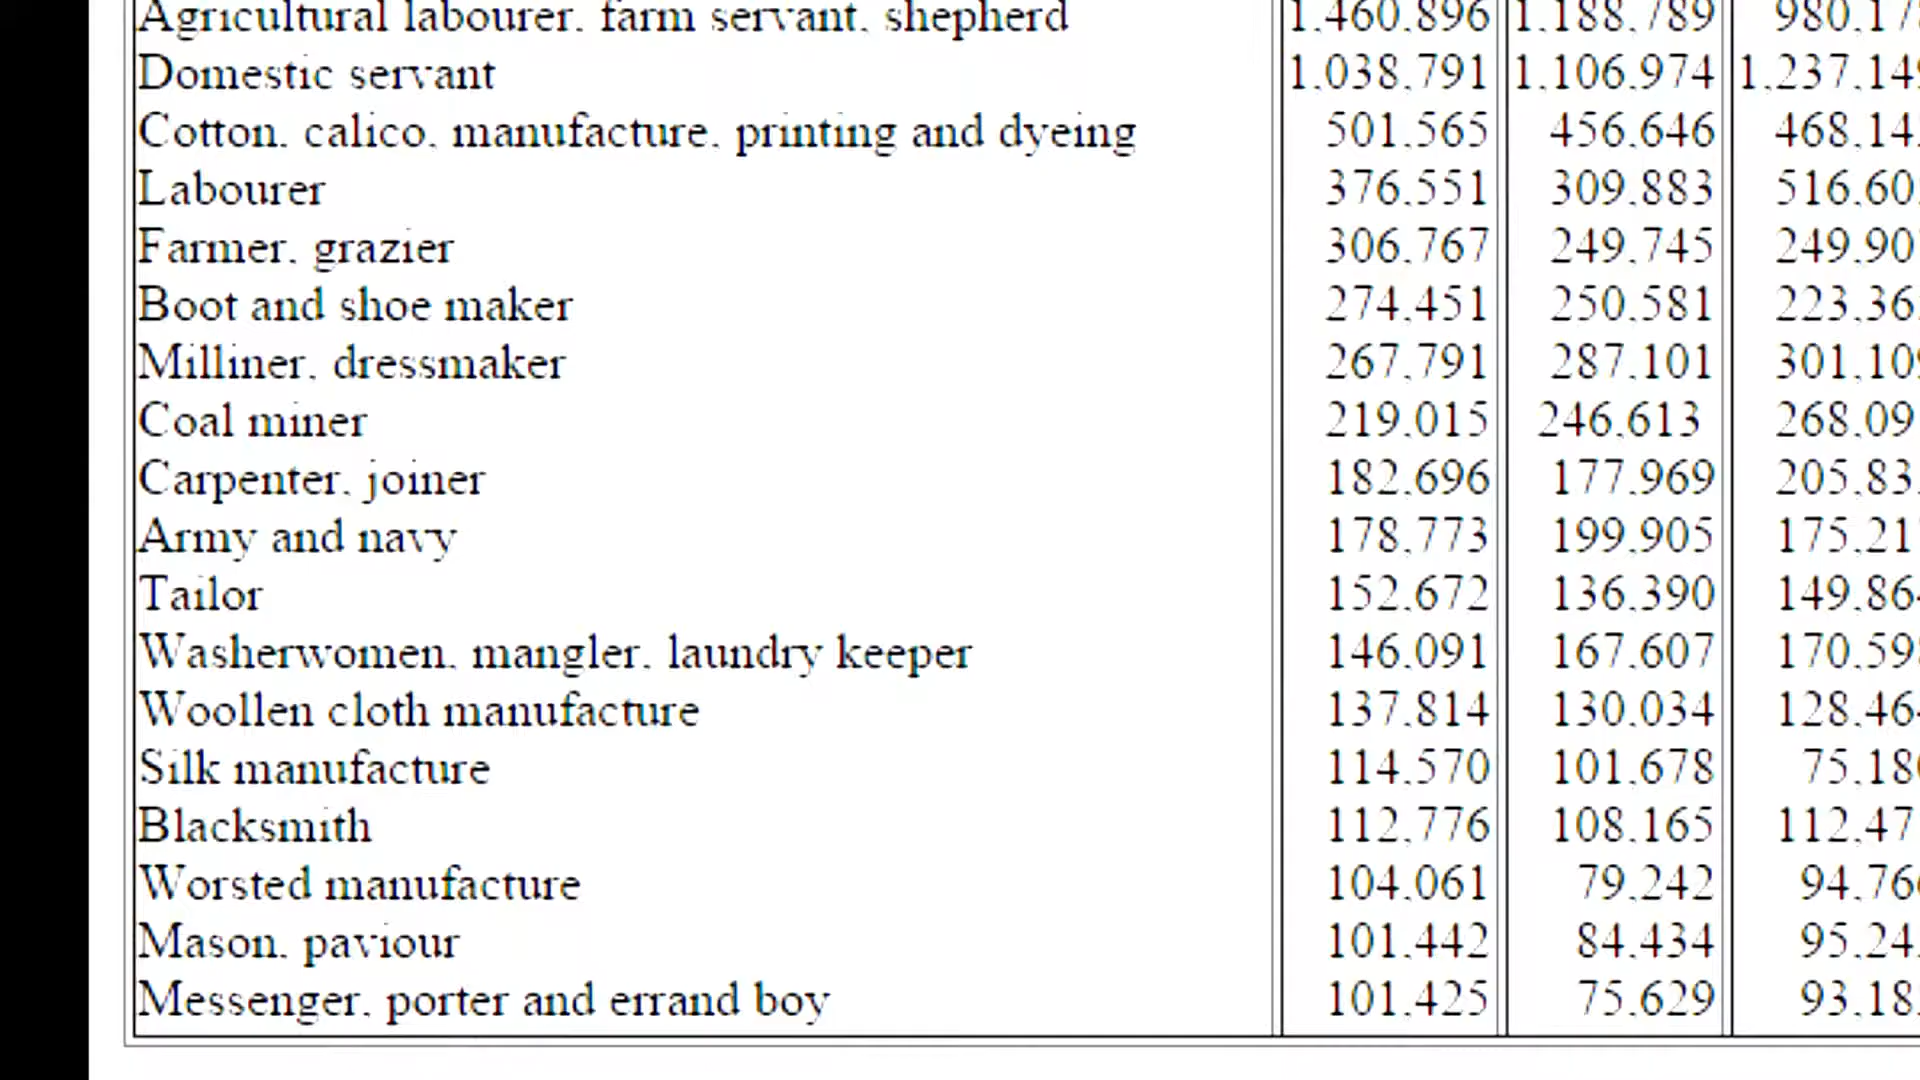 Agricultural labourer, farm servant, shepherd 1,460,896 1,188,789
Domestic servant 1,038,791 1,106,974
Cotton, calico, manufacture, printing and dyeing 501,565 456,646
Labourer 376,551 309,883
Farmer, grazier 306,767 249,745
Boot and shoe maker 274,451 250,581
Milliner, dressmaker 267,791 287,101
Coal miner 219,015 246,613
Carpenter, joiner 182,696 177,969
Army and navy 178,773 199,905
Tailor 152,672 136,390
Washerwomen, mangler, laundry keeper 146,091 167,607
Woollen cloth manufacture 137,814 130,034
Silk manufacture 114,570 101,678
Blacksmith 112,776 108,165
Worsted manufacture 104,061 79,242
Mason, paviour 101,442 84,434
Messenger, porter and errand boy 101,425 75,629